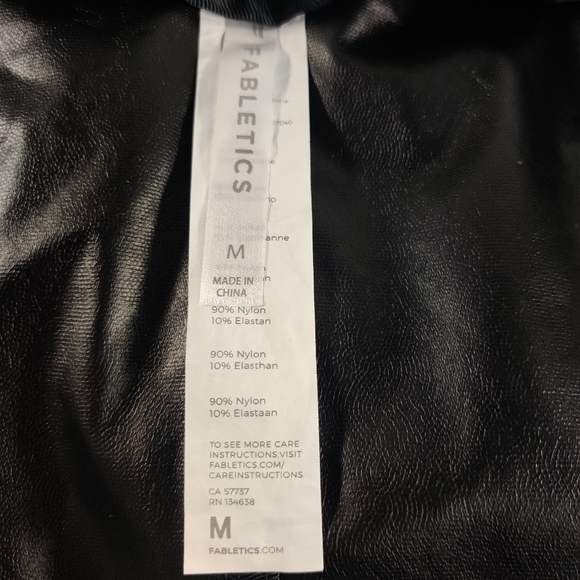 FABLETICS
M
MADE IN
CHINA
90% Nylon
10% Elastan
90% Nylon
10% Elasthan
90% Nylon
10% Elastaan
TO SEE MORE CARE
INSTRUCTIONS,VISIT
FABLETICS.COM/
CAREINSTRUCTIONS
CA 57737
RN 134638
M
FABLETICS.COM